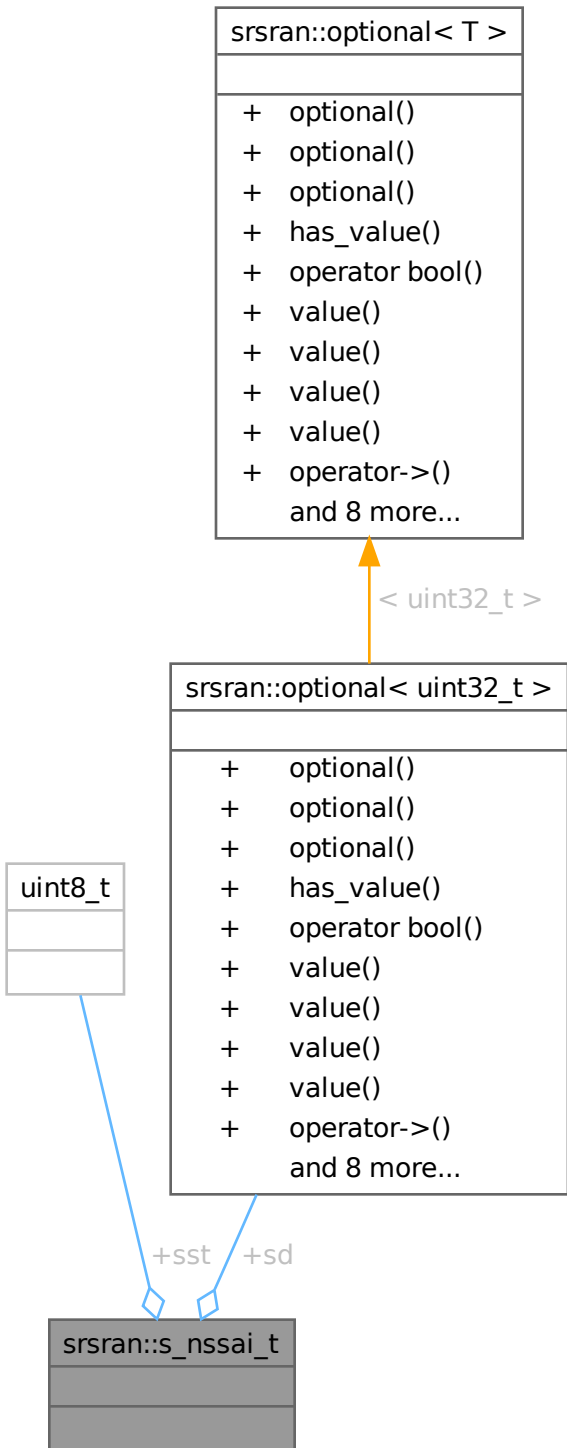 srsran::optional< T >
+ optional()
+ optional()
+ optional()
+ has_value()
+ operator bool()
+ value()
+ value()
+ value()
+ value()
+ operator->()
and 8 more...
< uint32_t >
srsran::optional< uint32_t >
+ optional()
+ optional()
+ optional()
+ has_value()
+ operator bool()
+ value()
+ value()
+ value()
+ value()
+ operator->()
and 8 more...
uint8_t
+sst +sd
srsran::s_nssai_t